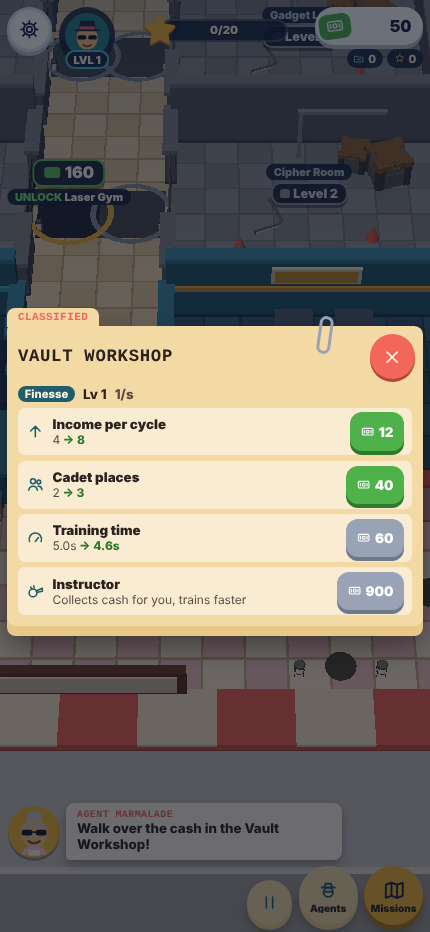 Gadget L
50
0/20
Level
LVL 1
0
0
160
UNLOCK Laser Gym
Cipher Room
Level 2
CLASSIFIED
VAULT WORKSHOP
Finesse Lv 1 1/s
Income per cycle
4 → 8
12
Cadet places
2 → 3
40
Training time
5.0s → 4.6s
60
Instructor
Collects cash for you, trains faster
900
AGENT MARMALADE
Walk over the cash in the Vault
Workshop!
Agents
Missions